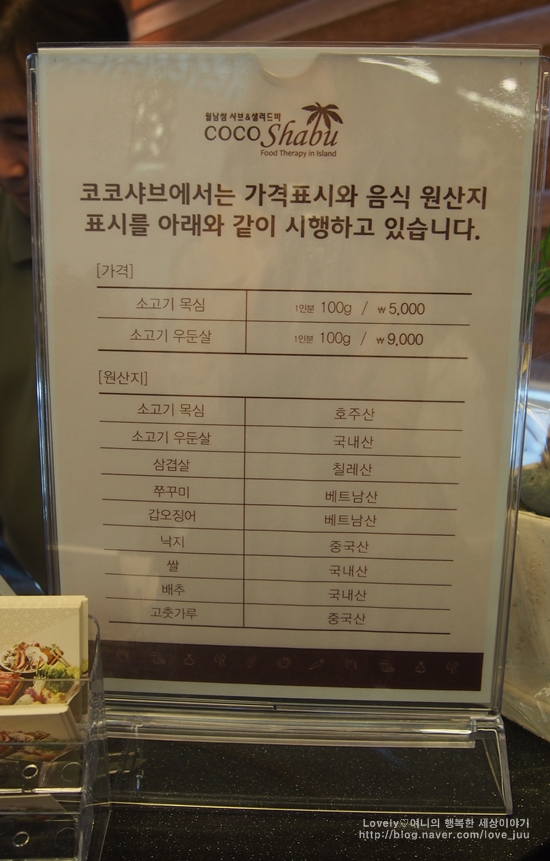 월남쌈 샤브&샐러드바
COCO Shabu
Food Therapy in Island
코코샤브에서는 가격표시와 음식 원산지
표시를 아래와 같이 시행하고 있습니다.
[가격]
소고기 목심 1인분 100g / ₩5,000
소고기 우둔살 1인분 100g / ₩9,000
[원산지]
소고기 목심 호주산
소고기 우둔살 국내산
삼겹살 칠레산
쭈꾸미 베트남산
갑오징어 베트남산
낙지 중국산
쌀 국내산
배추 국내산
고춧가루 중국산
Lovely♡여니의 행복한 세상이야기
http://blog.naver.com/love_juu